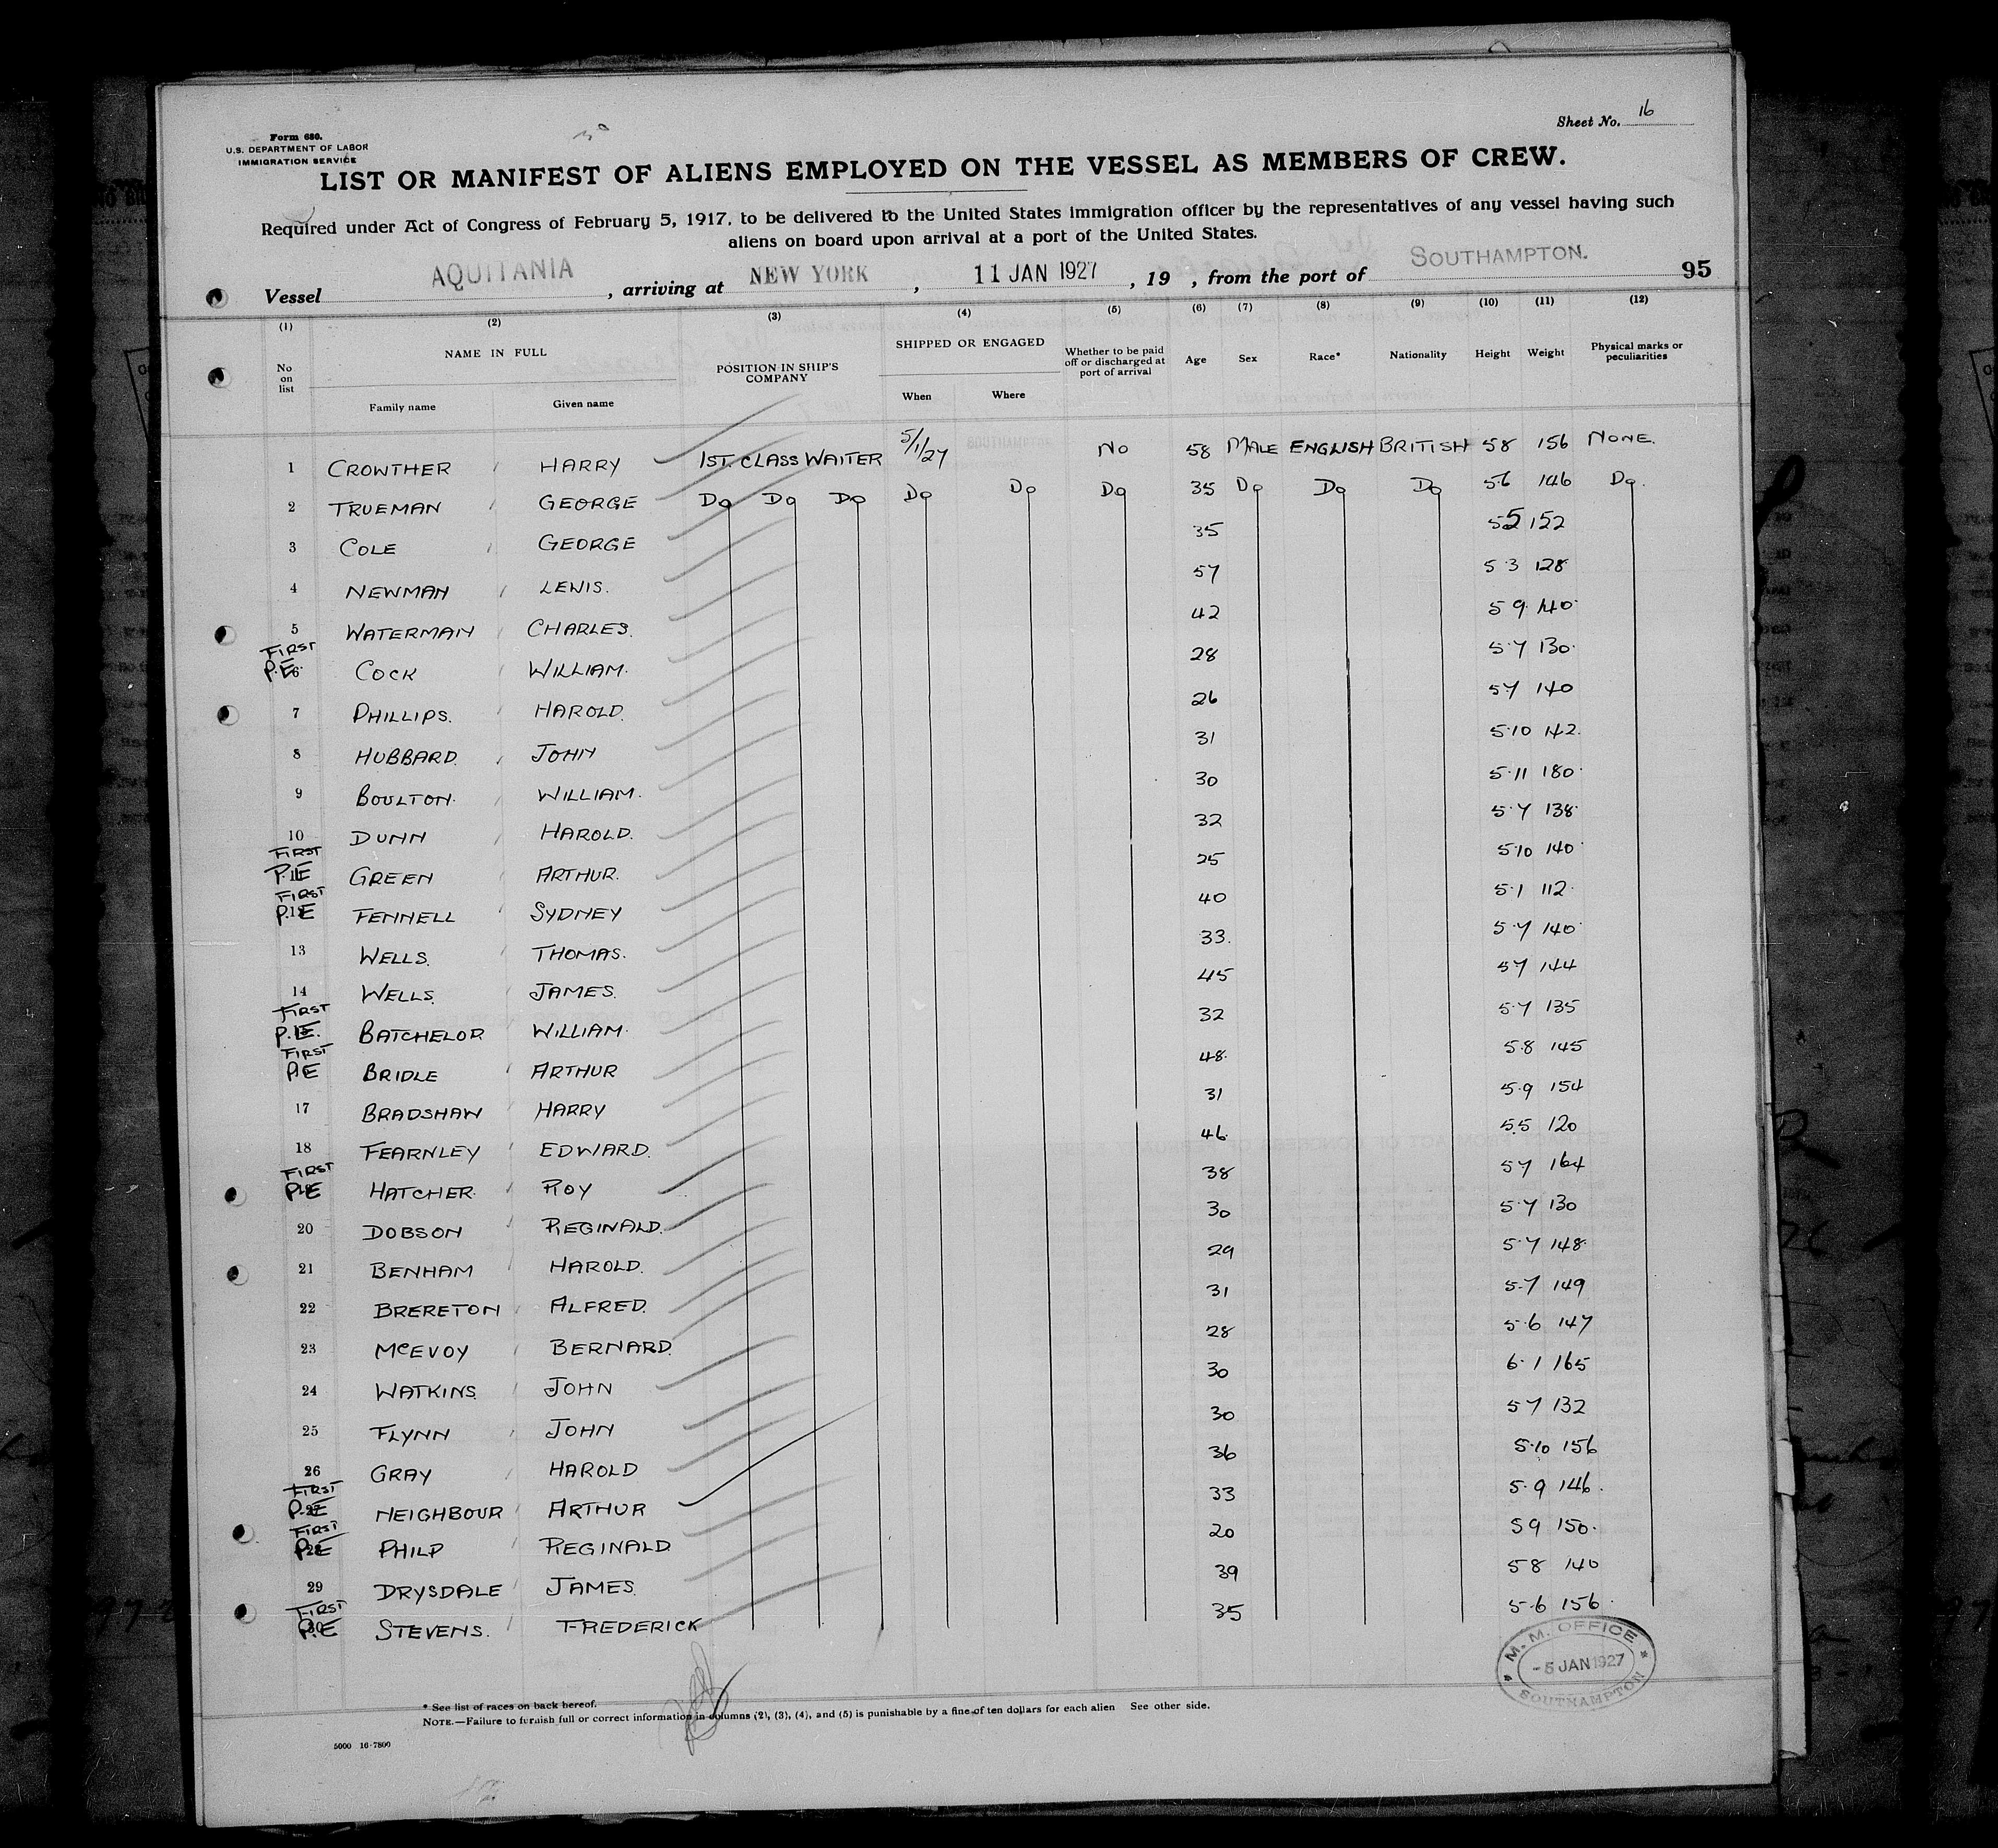 Sheet No. 16
Form 680.
U.S. DEPARTMENT OF LABOR
IMMIGRATION SERVICE
LIST OR MANIFEST OF ALIENS EMPLOYED ON THE VESSEL AS MEMBERS OF CREW.
Required under Act of Congress of February 5, 1917, to be delivered to the United States immigration officer by the representatives of any vessel having such
aliens on board upon arrival at a port of the United States.
Vessel AQUITANIA, arriving at NEW YORK, 11 JAN 1927, 19 , from the port of SOUTHAMPTON. 95
(1) (2) (3) (4) (5) (6) (7) (8) (9) (10) (11) (12)
No on list NAME IN FULL Family name Given name POSITION IN SHIP'S COMPANY SHIPPED OR ENGAGED When Where Whether to be paid off or discharged at port of arrival Age Sex Race* Nationality Height Weight Physical marks or peculiarities
1 CROWTHER HARRY 1ST. CLASS WAITER 5/1/27 SOUTHAMPTON No 58 MALE ENGLISH BRITISH 58 156 NONE.
2 TRUEMAN GEORGE Do Do Do Do Do Do 35 Do Do Do 5.6 146 Do.
3 COLE GEORGE 35 55 152
4 NEWMAN LEWIS. 57 5 3 128
5 WATERMAN CHARLES. 42 5 9 140
FIRST P.E 6 COCK WILLIAM. 28 5.7 130
7 PHILLIPS. HAROLD. 26 5.7 140
8 HUBBARD. JOHN 31 5.10 142.
9 BOULTON. WILLIAM. 30 5.11 180
10 DUNN HAROLD. 32 5.7 138
FIRST P.E 11 GREEN ARTHUR. 25 5.10 140
FIRST P.E 12 FENNELL SYDNEY 40 5.1 112
13 WELLS. THOMAS. 33. 5.7 140
14 WELLS. JAMES. 45 5.7 144
FIRST P.E. 15 BATCHELOR WILLIAM. 32 5.7 135
FIRST P.E BRIDLE ARTHUR 48. 5.8 145
17 BRADSHAW HARRY 31 5.9 154
18 FEARNLEY EDWARD. 46. 5.5 120
FIRST P.E 19 HATCHER. ROY 38 5.7 164
20 DOBSON REGINALD. 30 5.7 130
21 BENHAM HAROLD. 29 5.7 148.
22 BRERETON ALFRED. 31 5.7 149
23 McEVOY BERNARD. 28 5.6 147
24 WATKINS. JOHN 30 6.1 165
25 FLYNN JOHN 30 5 7 132
26 GRAY HAROLD 36 5.10 156
FIRST P.E 27 NEIGHBOUR ARTHUR 33 5.9 146.
FIRST P.E 28 PHILP REGINALD 20 5 9 150.
29 DRYSDALE JAMES. 39 5 8 140
FIRST P.E 30 STEVENS. FREDERICK 35 5.6 156
M. M. OFFICE
-5 JAN 1927
SOUTHAMPTON
* See list of races on back hereof.
NOTE.—Failure to furnish full or correct information in columns (2), (3), (4), and (5) is punishable by a fine of ten dollars for each alien See other side.
5000 16-7800